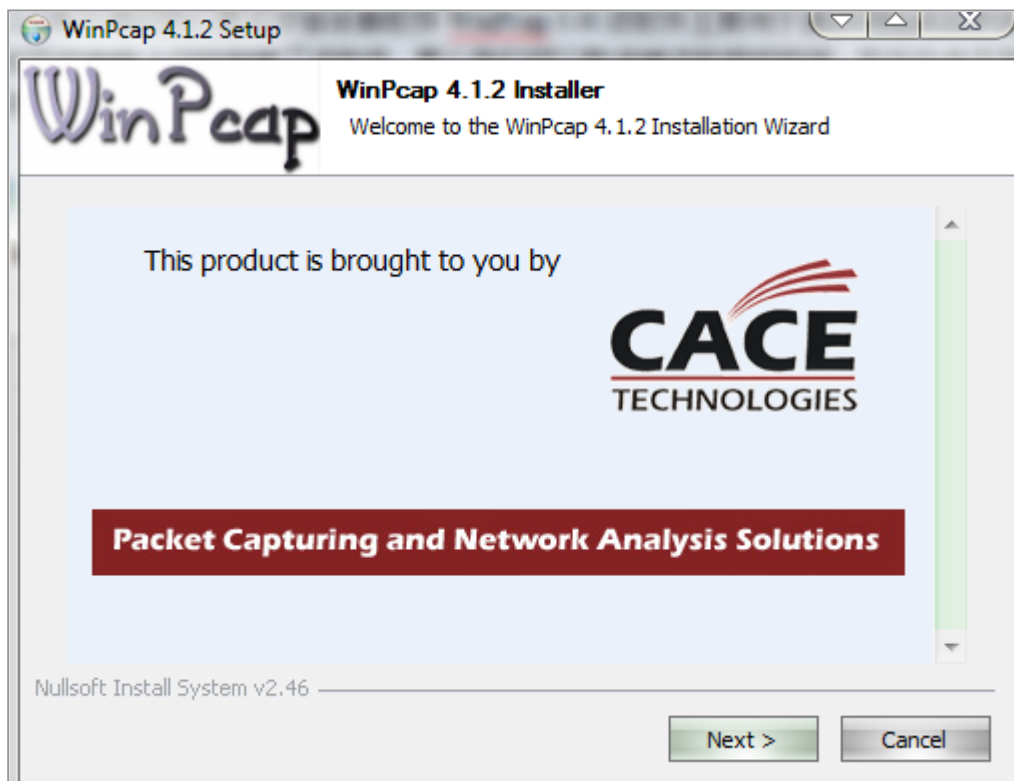 WinPcap 4.1.2 Setup
WinPcap
WinPcap 4.1.2 Installer
Welcome to the WinPcap 4.1.2 Installation Wizard
This product is brought to you by
CACE
TECHNOLOGIES
Packet Capturing and Network Analysis Solutions
Nullsoft Install System v2.46
Next >
Cancel